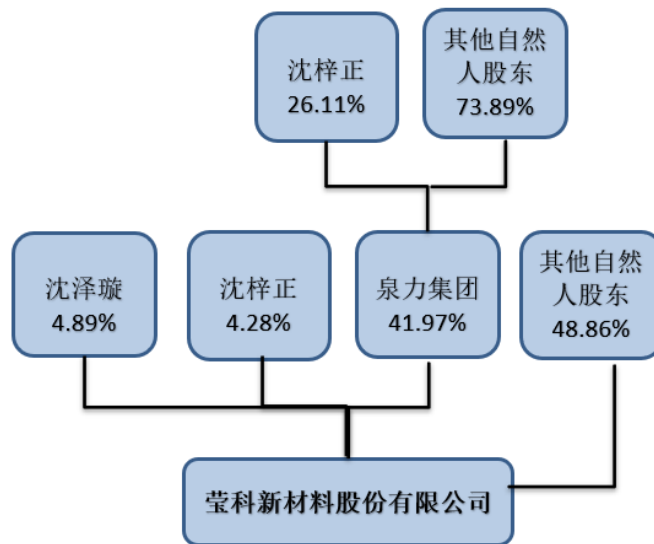 沈梓正
26.11%
其他自然
人股东
73.89%
沈泽璇
4.89%
沈梓正
4.28%
泉力集团
41.97%
其他自然
人股东
48.86%
莹科新材料股份有限公司